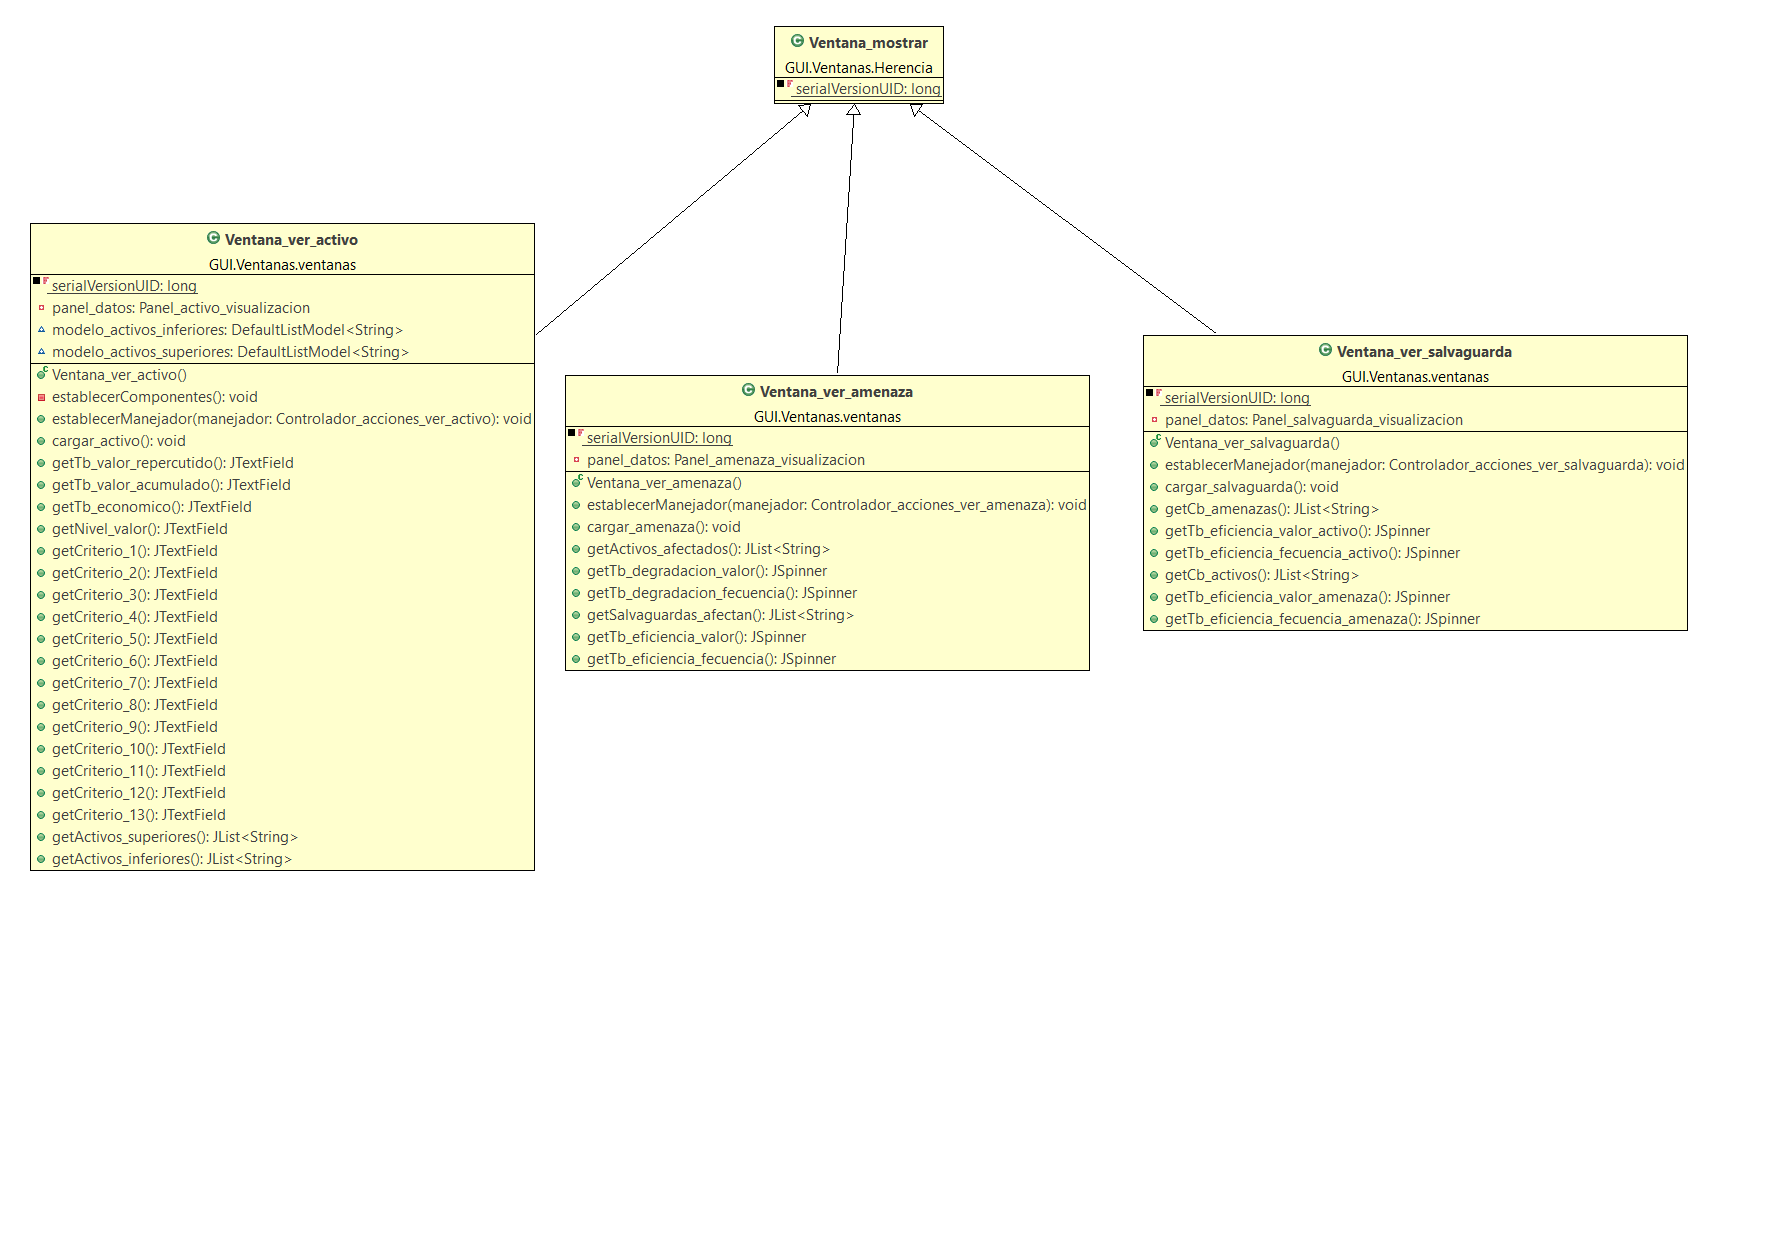 Ventana_mostrar
GUI.Ventanas.Herencia
serialVersionUID: long
Ventana_ver_activo
GUI.Ventanas.ventanas
serialVersionUID: long
panel_datos: Panel_activo_visualizacion
modelo_activos_inferiores: DefaultListModel<String>
modelo_activos_superiores: DefaultListModel<String>
Ventana_ver_activo()
establecerComponentes(): void
establecerManejador(manejador: Controlador_acciones_ver_activo): void
cargar_activo(): void
getTb_valor_repercutido(): JTextField
getTb_valor_acumulado(): JTextField
getTb_economico(): JTextField
getNivel_valor(): JTextField
getCriterio_1(): JTextField
getCriterio_2(): JTextField
getCriterio_3(): JTextField
getCriterio_4(): JTextField
getCriterio_5(): JTextField
getCriterio_6(): JTextField
getCriterio_7(): JTextField
getCriterio_8(): JTextField
getCriterio_9(): JTextField
getCriterio_10(): JTextField
getCriterio_11(): JTextField
getCriterio_12(): JTextField
getCriterio_13(): JTextField
getActivos_superiores(): JList<String>
getActivos_inferiores(): JList<String>
Ventana_ver_amenaza
GUI.Ventanas.ventanas
serialVersionUID: long
panel_datos: Panel_amenaza_visualizacion
Ventana_ver_amenaza()
establecerManejador(manejador: Controlador_acciones_ver_amenaza): void
cargar_amenaza(): void
getActivos_afectados(): JList<String>
getTb_degradacion_valor(): JSpinner
getTb_degradacion_fecuencia(): JSpinner
getSalvaguardas_afectan(): JList<String>
getTb_eficiencia_valor(): JSpinner
getTb_eficiencia_fecuencia(): JSpinner
Ventana_ver_salvaguarda
GUI.Ventanas.ventanas
serialVersionUID: long
panel_datos: Panel_salvaguarda_visualizacion
Ventana_ver_salvaguarda()
establecerManejador(manejador: Controlador_acciones_ver_salvaguarda): void
cargar_salvaguarda(): void
getCb_amenazas(): JList<String>
getTb_eficiencia_valor_activo(): JSpinner
getTb_eficiencia_fecuencia_activo(): JSpinner
getCb_activos(): JList<String>
getTb_eficiencia_valor_amenaza(): JSpinner
getTb_eficiencia_fecuencia_amenaza(): JSpinner